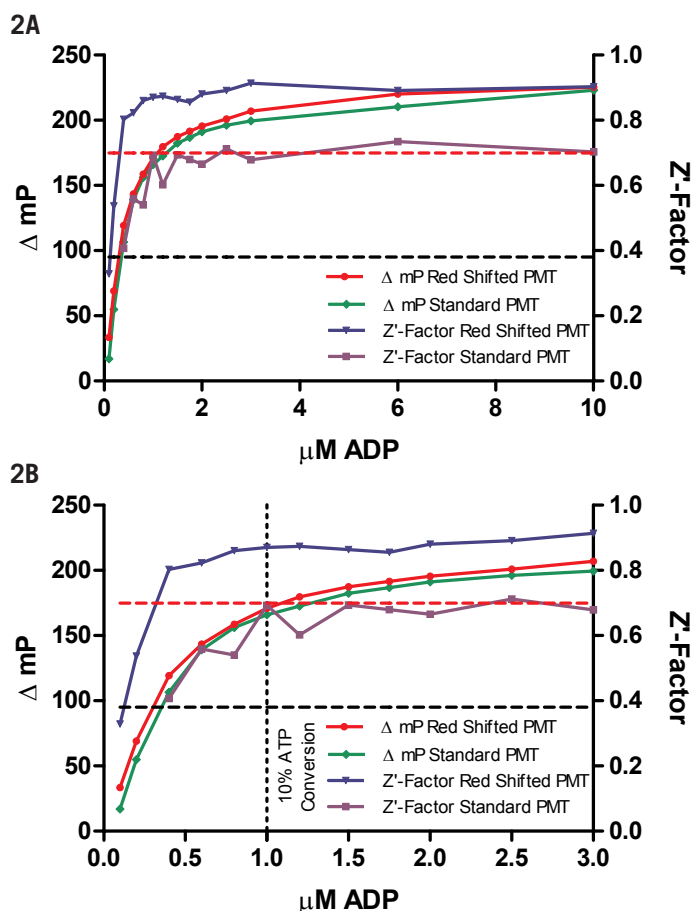 2A
250
200
150
100
50
0
Δ mP
1.0
0.8
0.6
0.4
0.2
0.0
Z'-Factor
Δ mP Red Shifted PMT
Δ mP Standard PMT
Z'-Factor Red Shifted PMT
Z'-Factor Standard PMT
0 2 4 6 8 10
μM ADP
2B
250
200
150
100
50
0
Δ mP
1.0
0.8
0.6
0.4
0.2
0.0
Z'-Factor
10% ATP
Conversion
Δ mP Red Shifted PMT
Δ mP Standard PMT
Z'-Factor Red Shifted PMT
Z'-Factor Standard PMT
0.0 0.5 1.0 1.5 2.0 2.5 3.0
μM ADP